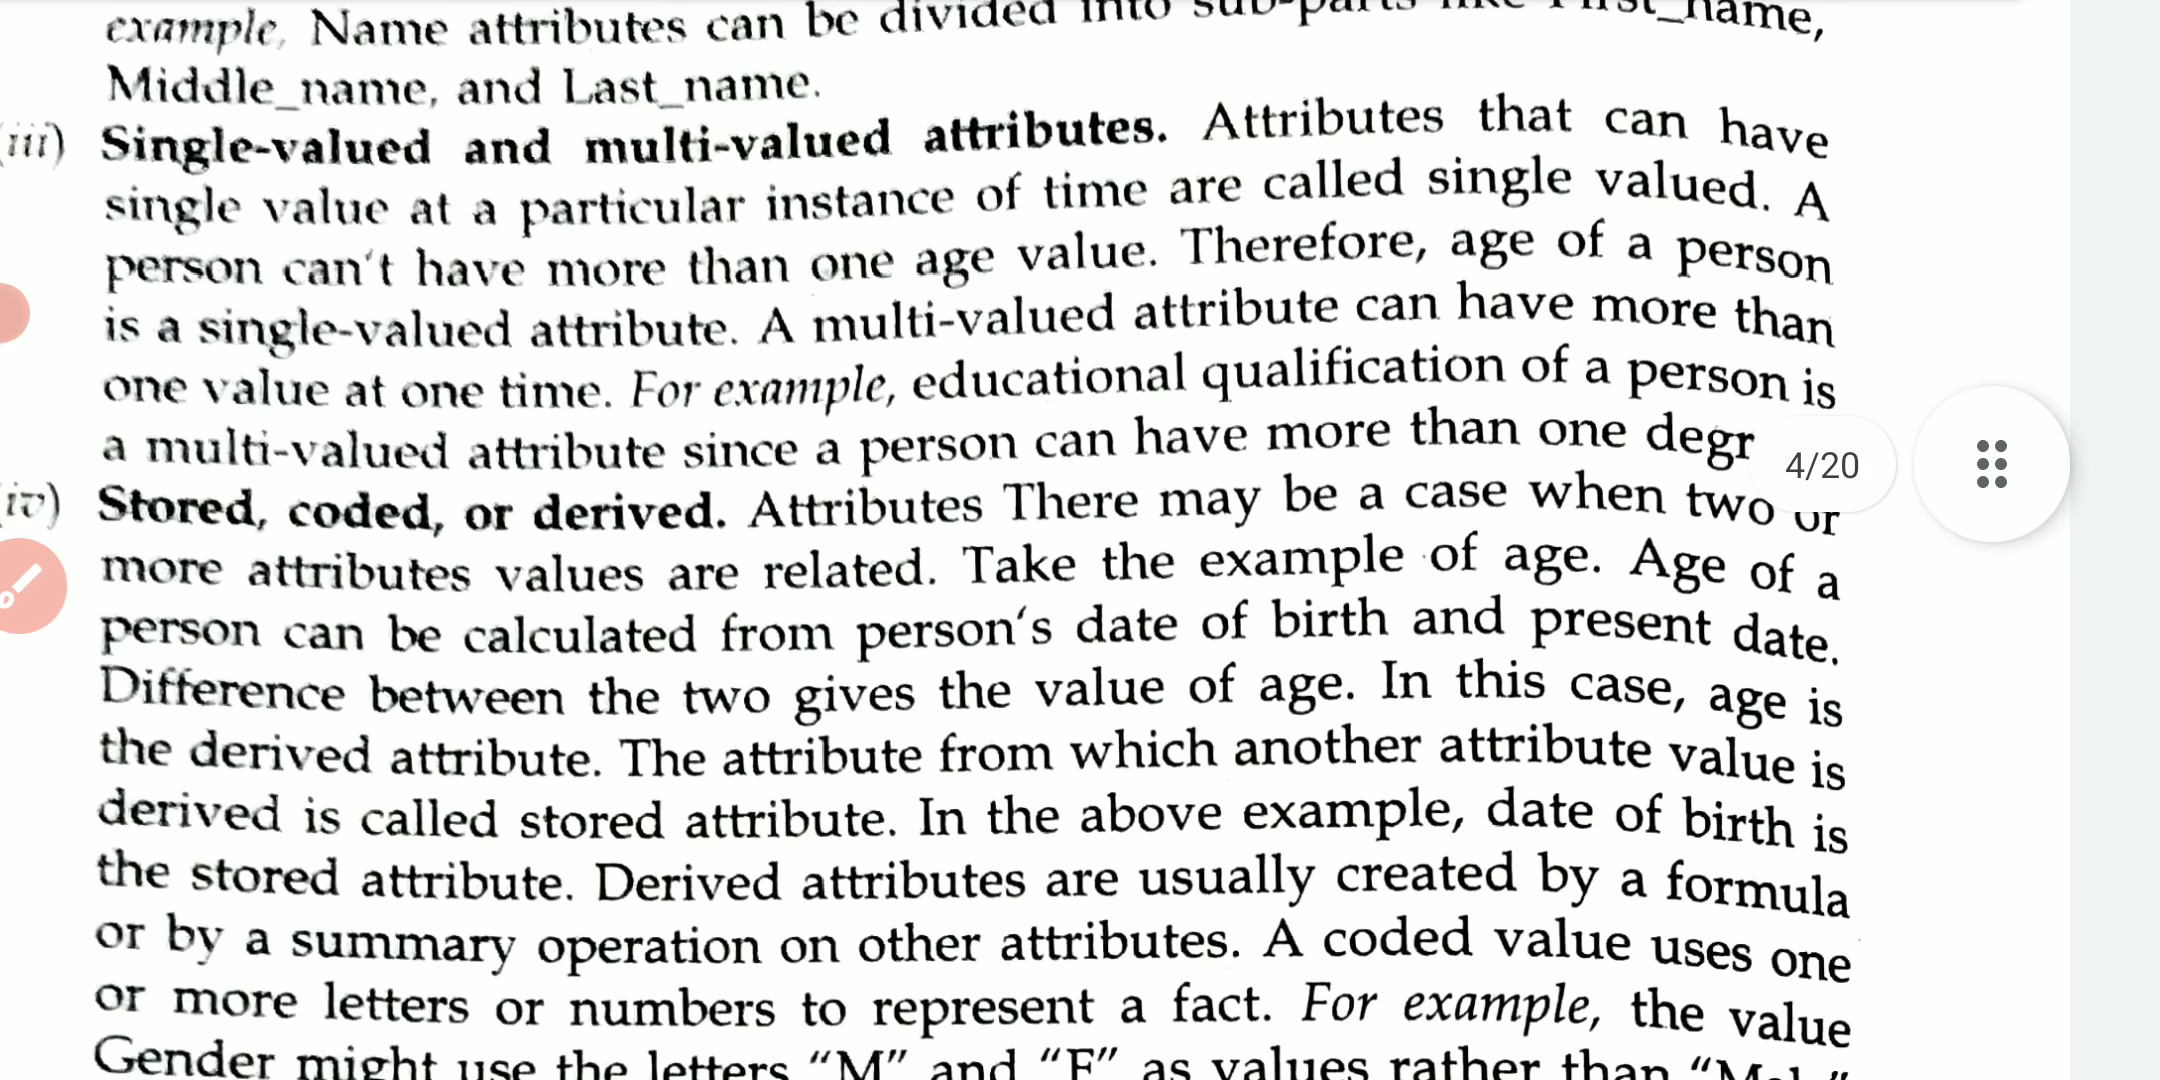 example, Name attributes can be divided into sub-parts like First_name,
Middle_name, and Last_name.
(iii) Single-valued and multi-valued attributes. Attributes that can have
single value at a particular instance of time are called single valued. A
person can't have more than one age value. Therefore, age of a person
is a single-valued attribute. A multi-valued attribute can have more than
one value at one time. For example, educational qualification of a person is
a multi-valued attribute since a person can have more than one degr
4/20
(iv) Stored, coded, or derived. Attributes There may be a case when two or
more attributes values are related. Take the example of age. Age of a
person can be calculated from person's date of birth and present date.
Difference between the two gives the value of age. In this case, age is
the derived attribute. The attribute from which another attribute value is
derived is called stored attribute. In the above example, date of birth is
the stored attribute. Derived attributes are usually created by a formula
or by a summary operation on other attributes. A coded value uses one
or more letters or numbers to represent a fact. For example, the value
Gender might use the letters "M" and "F" as values rather than "Male"